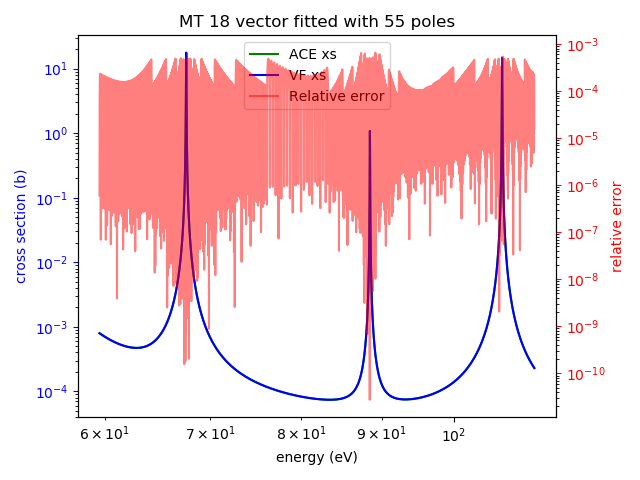 MT 18 vector fitted with 55 poles
ACE xs
VF xs
Relative error
cross section (b)
10¹
10⁰
10⁻¹
10⁻²
10⁻³
10⁻⁴
10⁻³
10⁻⁴
10⁻⁵
10⁻⁶
10⁻⁷
10⁻⁸
10⁻⁹
10⁻¹⁰
relative error
6 × 10¹ 7 × 10¹ 8 × 10¹ 9 × 10¹ 10²
energy (eV)